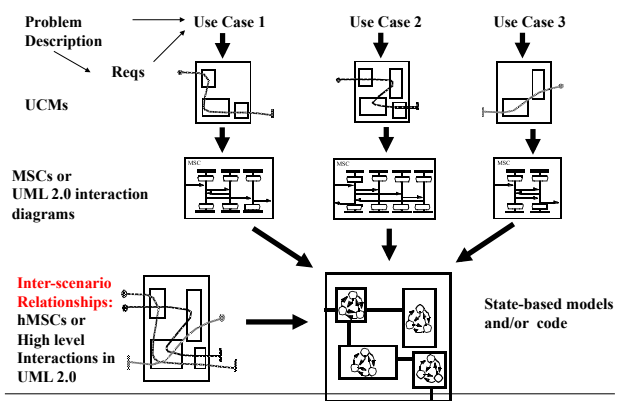 Problem
Description
Use Case 1
Use Case 2
Use Case 3
Reqs
UCMs
MSC
MSC
MSC
MSCs or
UML 2.0 interaction
diagrams
Inter-scenario
Relationships:
hMSCs or
High level
Interactions in
UML 2.0
State-based models
and/or code